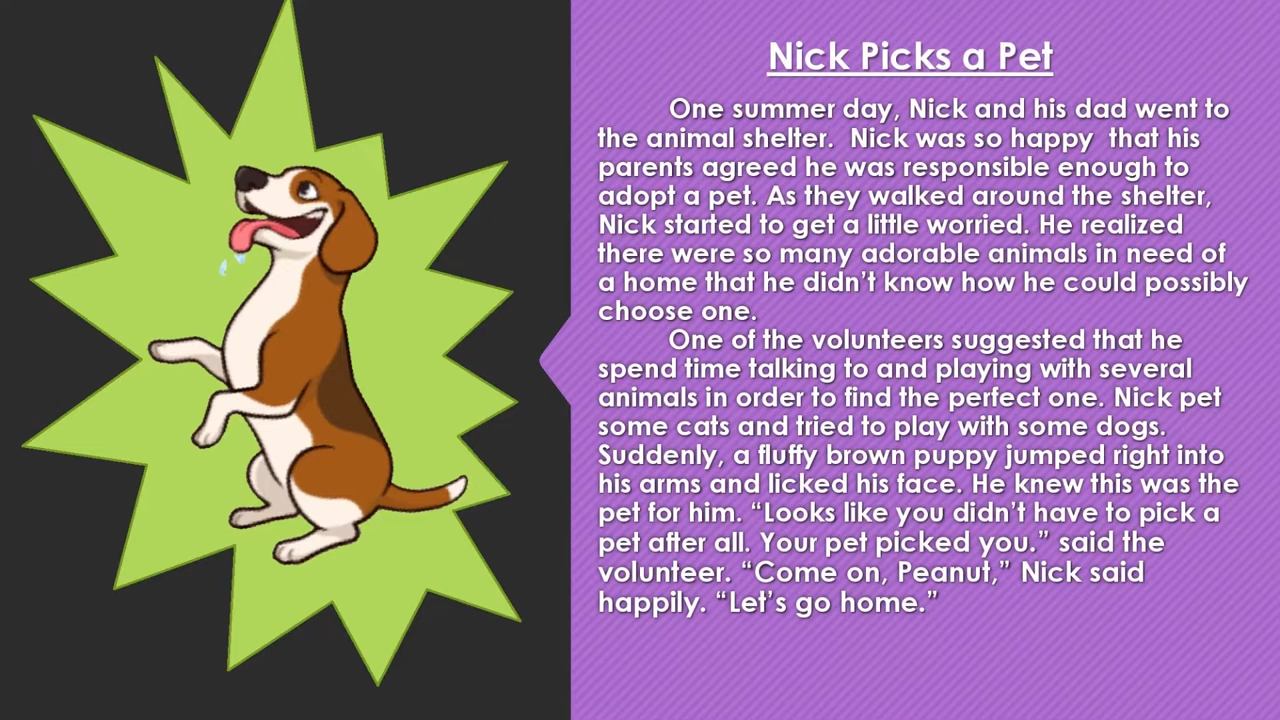 Nick Picks a Pet
One summer day, Nick and his dad went to
the animal shelter.  Nick was so happy  that his
parents agreed he was responsible enough to
adopt a pet. As they walked around the shelter,
Nick started to get a little worried. He realized
there were so many adorable animals in need of
a home that he didn’t know how he could possibly
choose one.
One of the volunteers suggested that he
spend time talking to and playing with several
animals in order to find the perfect one. Nick pet
some cats and tried to play with some dogs.
Suddenly, a fluffy brown puppy jumped right into
his arms and licked his face. He knew this was the
pet for him. “Looks like you didn’t have to pick a
pet after all. Your pet picked you.” said the
volunteer. “Come on, Peanut,” Nick said
happily. “Let’s go home.”